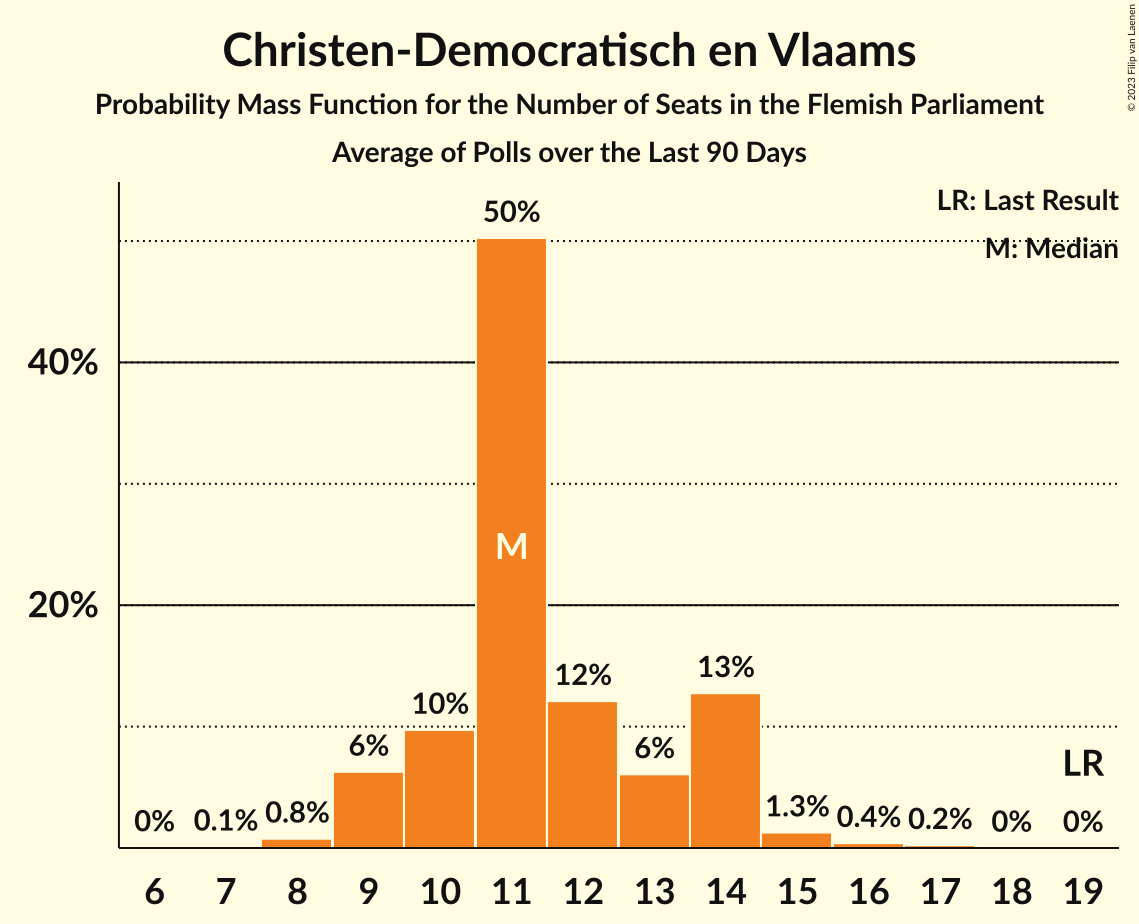 Christen-Democratisch en Vlaams
Probability Mass Function for the Number of Seats in the Flemish Parliament
Average of Polls over the Last 90 Days
© 2023 Filip van Laenen
LR: Last Result
M: Median
50%
40%
M
20%
13%
12%
10%
6%
6%
LR
0% 0.1% 0.8% 1.3% 0.4% 0.2% 0% 0%
6 7 8 9 10 11 12 13 14 15 16 17 18 19